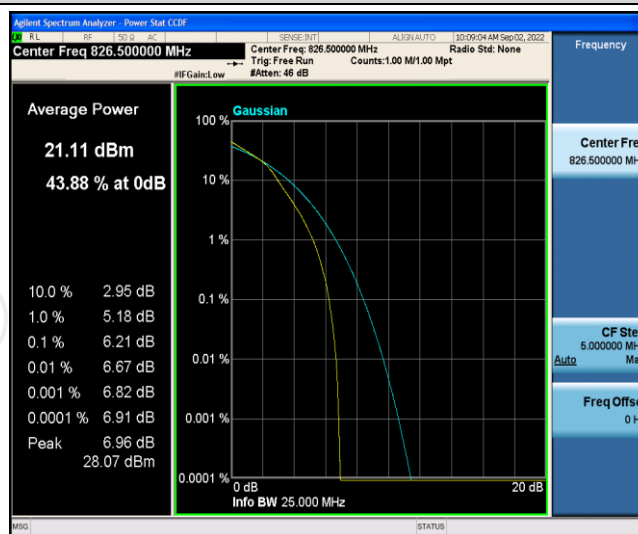 Agilent Spectrum Analyzer - Power Stat CCDF
RL RF 50 Ω AC SENSE:INT ALIGN AUTO 10:09:04 AM Sep 02, 2022
Center Freq 826.500000 MHz
Center Freq: 826.500000 MHz Radio Std: None
Trig: Free Run Counts:1.00 M/1.00 Mpt
#IFGain:Low #Atten: 46 dB
Frequency
Average Power
21.11 dBm
43.88 % at 0dB
10.0 % 2.95 dB
1.0 % 5.18 dB
0.1 % 6.21 dB
0.01 % 6.67 dB
0.001 % 6.82 dB
0.0001 % 6.91 dB
Peak 6.96 dB
28.07 dBm
Gaussian
100 %
10 %
1 %
0.1 %
0.01 %
0.001 %
0.0001 %
0 dB 20 dB
Info BW 25.000 MHz
Center Fre
826.500000 MH
CF Ste
5.000000 MH
Auto Ma
Freq Offse
0 H
MSG STATUS